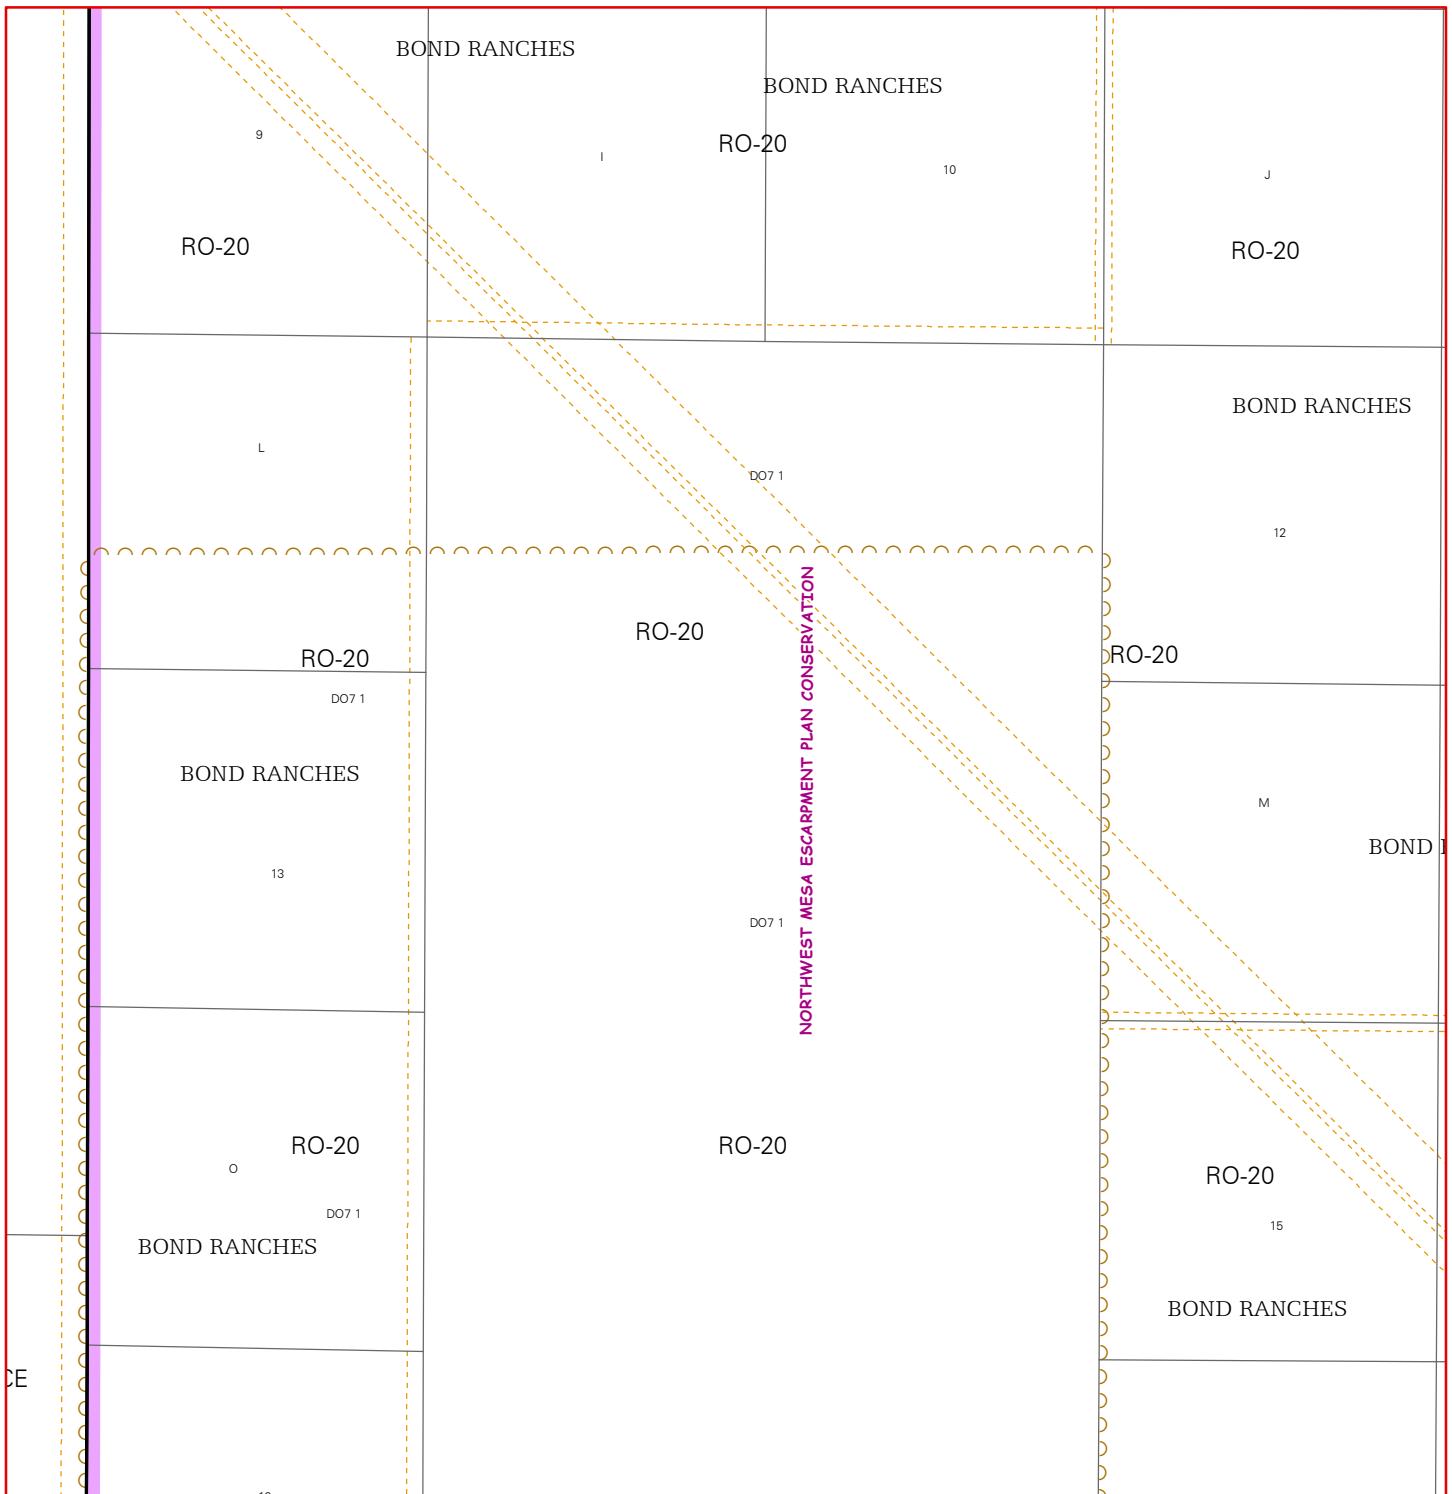 BOND RANCHES
BOND RANCHES
9
RO-20
I
10
J
RO-20
RO-20
BOND RANCHES
L
DO7 1
12
RO-20
RO-20
RO-20
DO7 1
NORTHWEST MESA ESCARPMENT PLAN CONSERVATION
BOND RANCHES
M
BOND
13
DO7 1
RO-20
RO-20
O
RO-20
DO7 1
15
BOND RANCHES
BOND RANCHES
CE